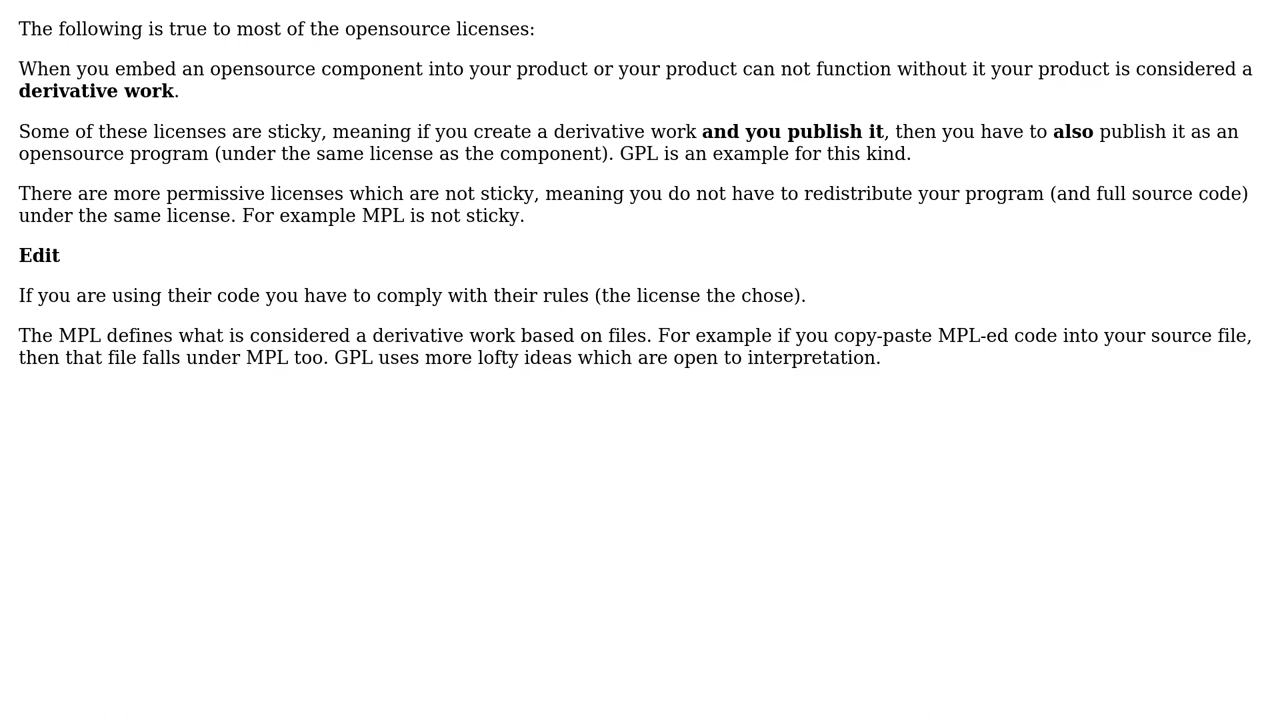 The following is true to most of the opensource licenses:
When you embed an opensource component into your product or your product can not function without it your product is considered a
derivative work.
Some of these licenses are sticky, meaning if you create a derivative work and you publish it, then you have to also publish it as an
opensource program (under the same license as the component). GPL is an example for this kind.
There are more permissive licenses which are not sticky, meaning you do not have to redistribute your program (and full source code)
under the same license. For example MPL is not sticky.
Edit
If you are using their code you have to comply with their rules (the license the chose).
The MPL defines what is considered a derivative work based on files. For example if you copy-paste MPL-ed code into your source file,
then that file falls under MPL too. GPL uses more lofty ideas which are open to interpretation.